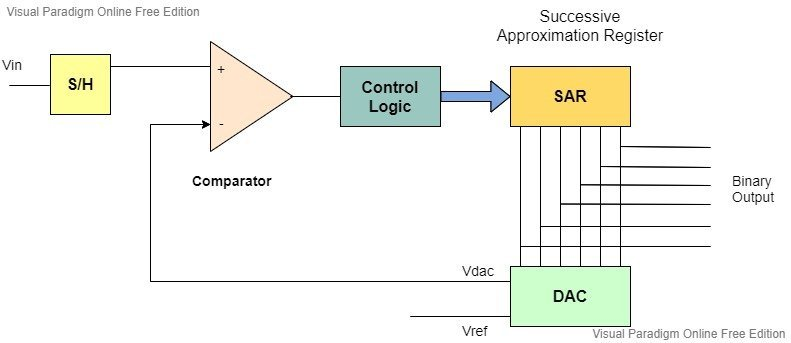 Visual Paradigm Online Free Edition
Successive
Approximation Register
Vin
S/H
+
-
Control
Logic
SAR
Comparator
Binary
Output
Vdac
DAC
Vref
Visual Paradigm Online Free Edition